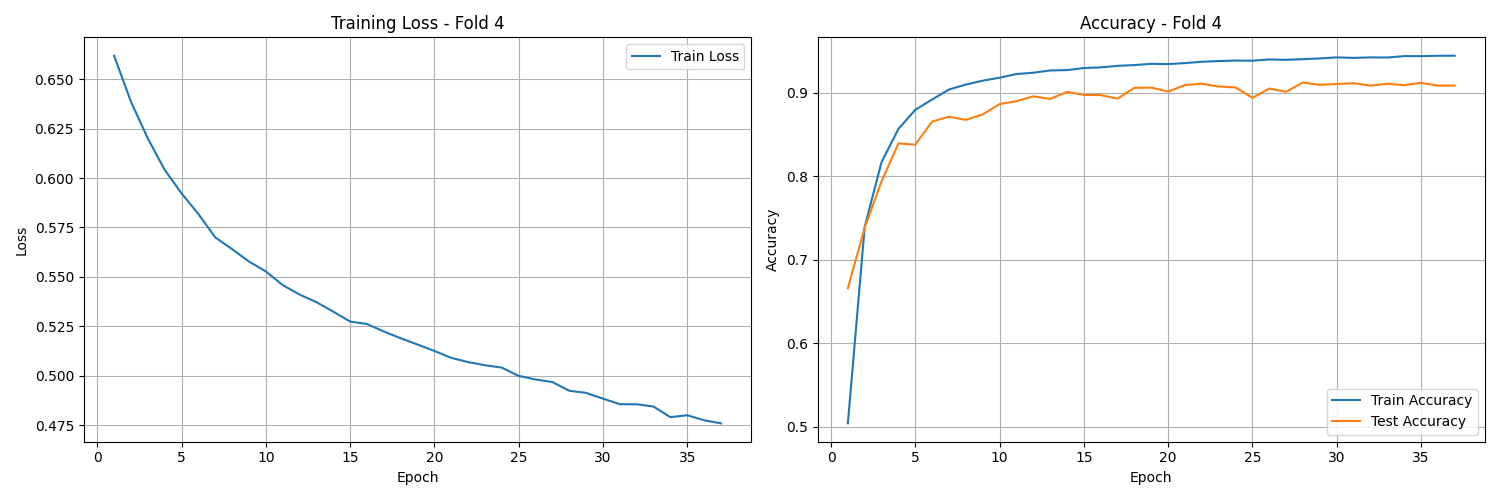 Training Loss - Fold 4
Train Loss
0.650
0.625
0.600
0.575
0.550
0.525
0.500
0.475
Loss
0 5 10 15 20 25 30 35
Epoch
Accuracy - Fold 4
0.9
0.8
0.7
0.6
0.5
Accuracy
Train Accuracy
Test Accuracy
0 5 10 15 20 25 30 35
Epoch